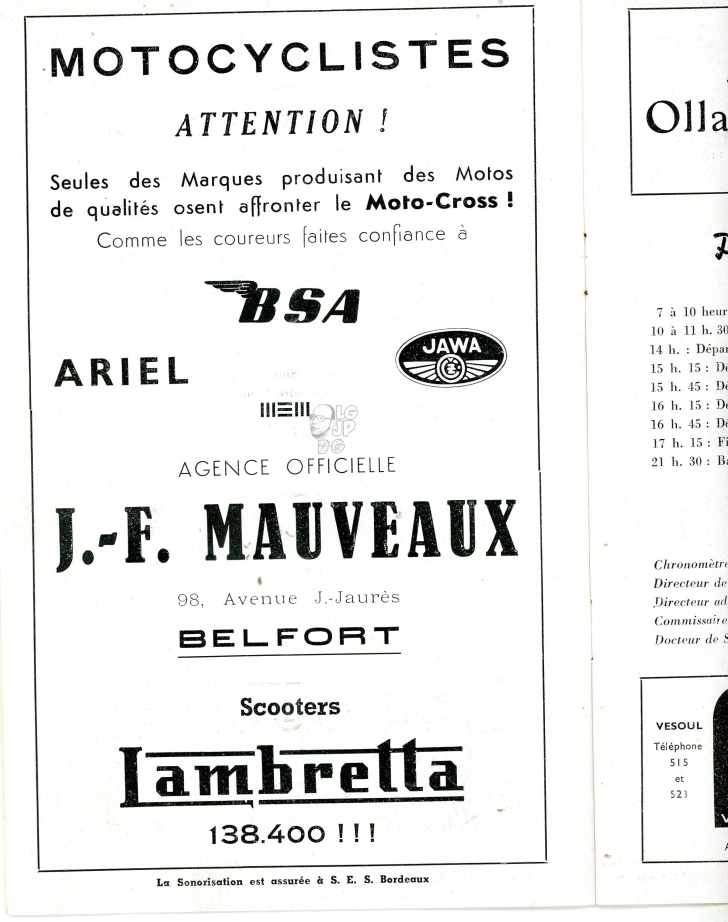 MOTOCYCLISTES
ATTENTION !
Seules des Marques produisant des Motos
de qualités osent affronter le Moto-Cross !
Comme les coureurs faites confiance à
BSA
ARIEL
JAWA
LG
JP
DG
AGENCE OFFICIELLE
J.-F. MAUVEAUX
98, Avenue J.-Jaurès
BELFORT
Scooters
Lambretta
138.400 !!!
La Sonorisation est assurée à S. E. S. Bordeaux
Olla
7 à 10 heur
10 à 11 h. 30
14 h. : Dépar
15 h. 15 : Dé
15 h. 45 : Dé
16 h. 15 : Dé
16 h. 45 : Dé
17 h. 15 : Fi
21 h. 30 : Ba
Chronomètre
Directeur de
Directeur ad
Commissaire
Docteur de S
VESOUL
Téléphone
515
et
523